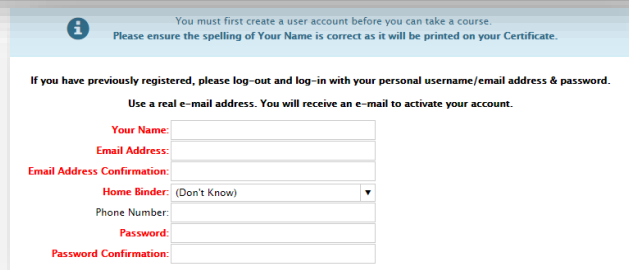 You must first create a user account before you can take a course.
Please ensure the spelling of Your Name is correct as it will be printed on your Certificate.
If you have previously registered, please log-out and log-in with your personal username/email address & password.
Use a real e-mail address. You will receive an e-mail to activate your account.
Your Name:
Email Address:
Email Address Confirmation:
Home Binder: (Don't Know)
Phone Number:
Password:
Password Confirmation: